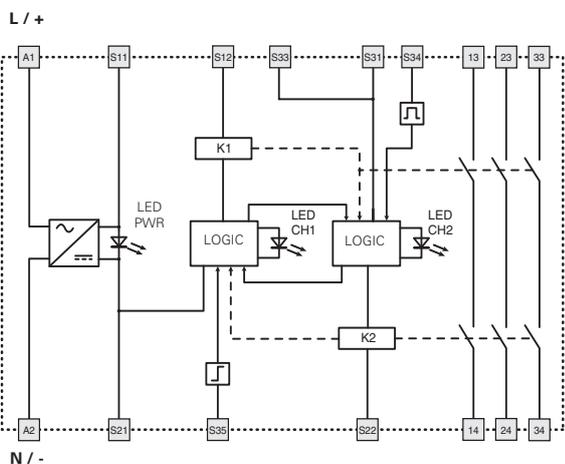 L / +
A1 S11 S12 S33 S31 S34 13 23 33
K1
LED
PWR
LED
CH1
LED
CH2
LOGIC
LOGIC
K2
A2 S21 S35 S22 14 24 34
N / -